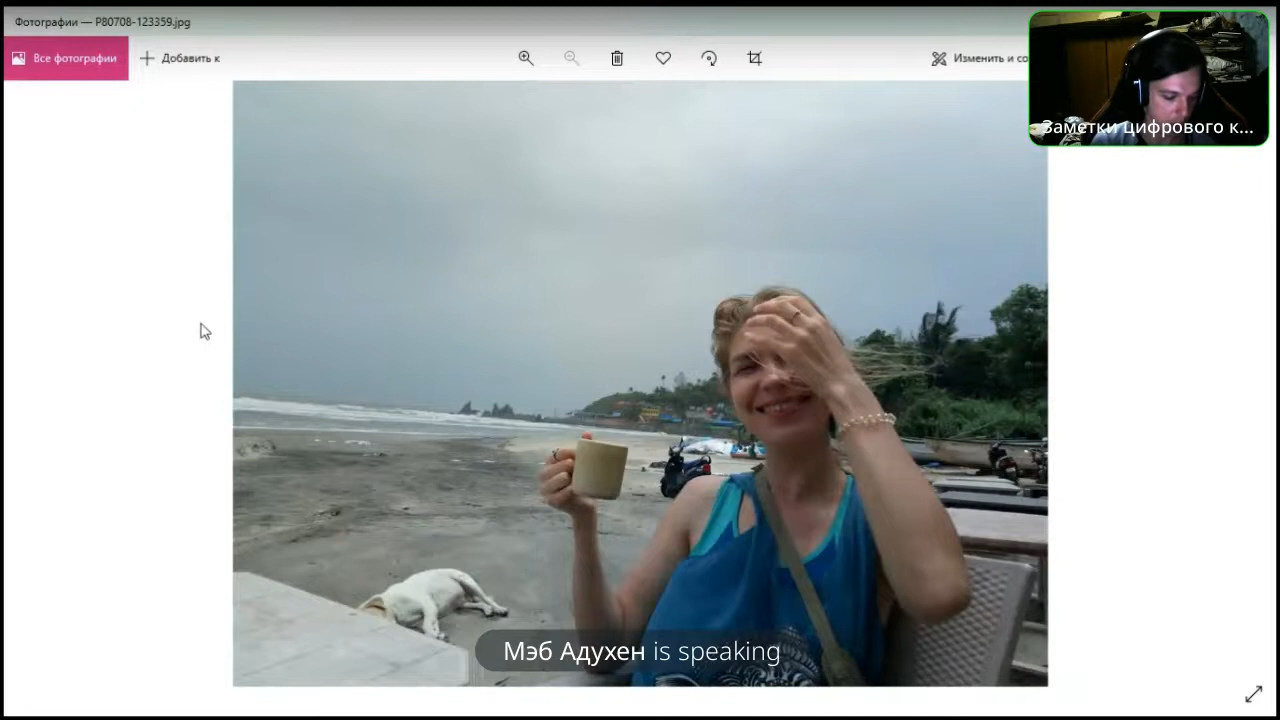 Фотографии — P80708-123359.jpg
Все фотографии
Добавить к
Изменить и со
Заметки цифрового к...
Мэб Адухен is speaking